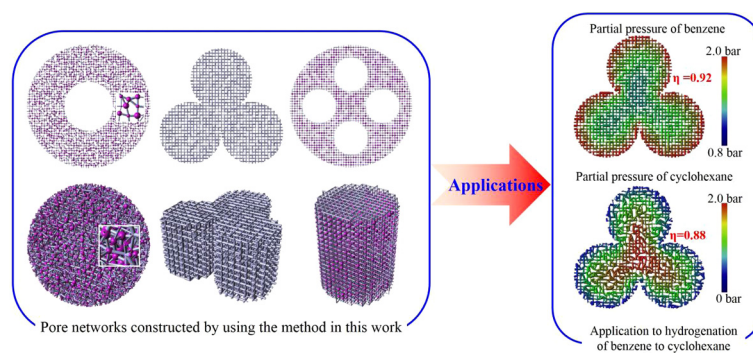 Partial pressure of benzene
2.0 bar
η =0.92
0.8 bar
Applications
Partial pressure of cyclohexane
2.0 bar
η=0.88
0 bar
Pore networks constructed by using the method in this work
Application to hydrogenation
of benzene to cyclohexane